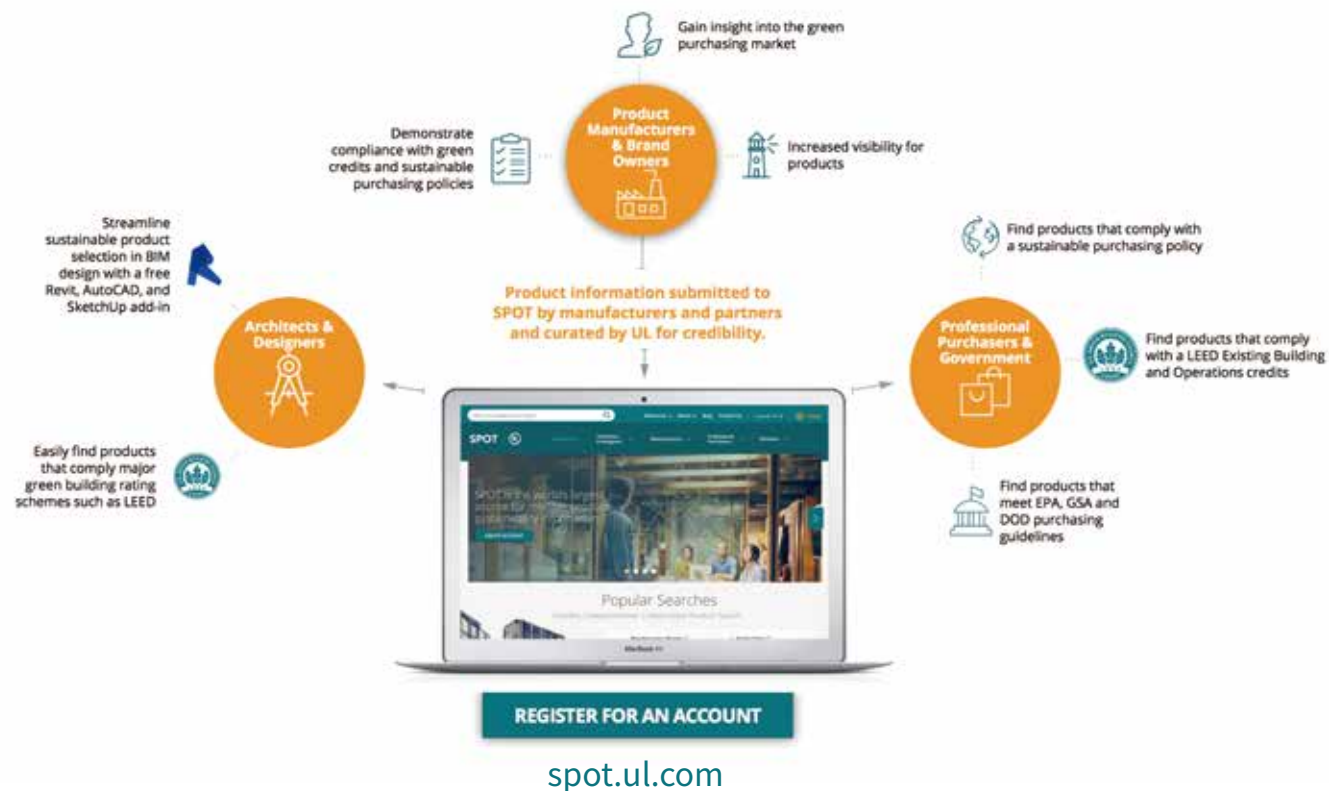 Gain insight into the green
purchasing market
Product
Manufacturers
& Brand
Owners
Demonstrate
compliance with green
credits and sustainable
purchasing policies
Increased visibility for
products
Streamline
sustainable product
selection in BIM
design with a free
Revit, AutoCAD, and
SketchUp add-in
Find products that comply with
a sustainable purchasing policy
Product information submitted to
SPOT by manufacturers and partners
and curated by UL for credibility.
Architects &
Designers
Professional
Purchasers &
Government
Find products that comply
with a LEED Existing Building
and Operations credits
Easily find products
that comply major
green building rating
schemes such as LEED
Find products that
meet EPA, GSA and
DOD purchasing
guidelines
SPOT
Popular Searches
MacBook Air
REGISTER FOR AN ACCOUNT
spot.ul.com